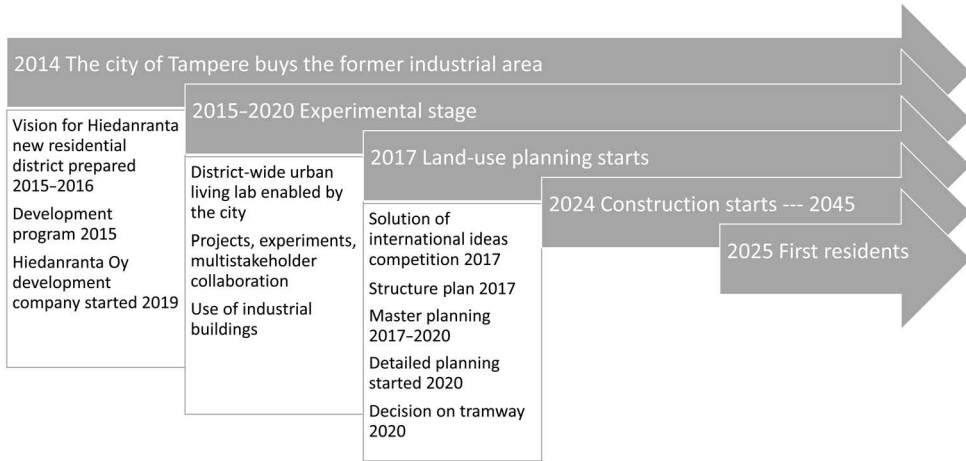 2014 The city of Tampere buys the former industrial area
Vision for Hiedanranta
new residential
district prepared
2015–2016
Development
program 2015
Hiedanranta Oy
development
company started 2019
2015–2020 Experimental stage
District-wide urban
living lab enabled by
the city
Projects, experiments,
multistakeholder
collaboration
Use of industrial
buildings
2017 Land-use planning starts
Solution of
international ideas
competition 2017
Structure plan 2017
Master planning
2017–2020
Detailed planning
started 2020
Decision on tramway
2020
2024 Construction starts --- 2045
2025 First residents